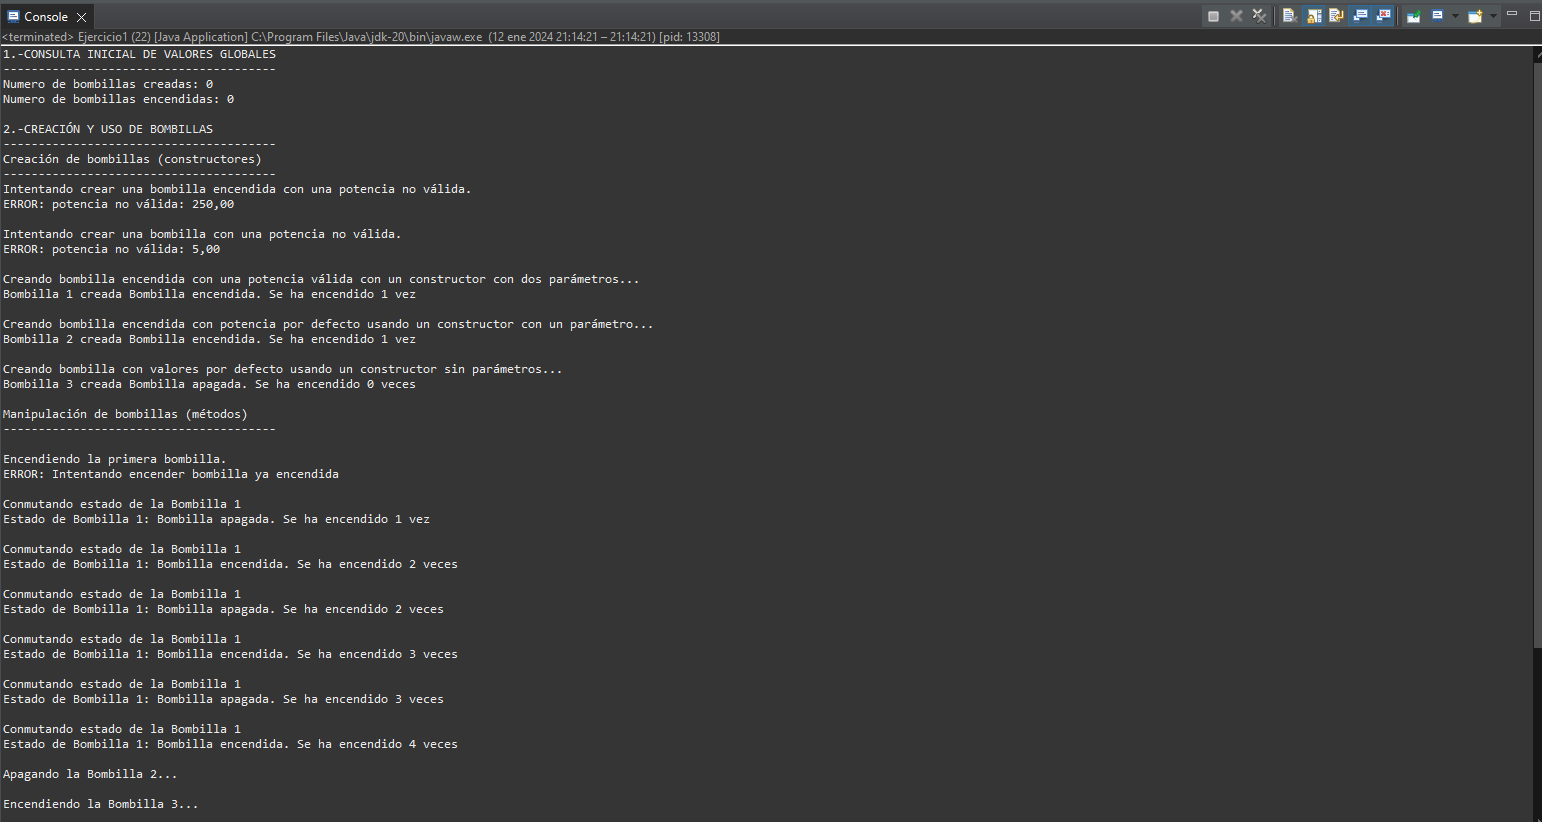 Console
<terminated> Ejercicio1 (22) [Java Application] C:\Program Files\Java\jdk-20\bin\javaw.exe (12 ene 2024 21:14:21 – 21:14:21) [pid: 13308]
1.-CONSULTA INICIAL DE VALORES GLOBALES
---------------------------------------
Numero de bombillas creadas: 0
Numero de bombillas encendidas: 0
2.-CREACIÓN Y USO DE BOMBILLAS
---------------------------------------
Creación de bombillas (constructores)
---------------------------------------
Intentando crear una bombilla encendida con una potencia no válida.
ERROR: potencia no válida: 250,00
Intentando crear una bombilla con una potencia no válida.
ERROR: potencia no válida: 5,00
Creando bombilla encendida con una potencia válida con un constructor con dos parámetros...
Bombilla 1 creada Bombilla encendida. Se ha encendido 1 vez
Creando bombilla encendida con potencia por defecto usando un constructor con un parámetro...
Bombilla 2 creada Bombilla encendida. Se ha encendido 1 vez
Creando bombilla con valores por defecto usando un constructor sin parámetros...
Bombilla 3 creada Bombilla apagada. Se ha encendido 0 veces
Manipulación de bombillas (métodos)
---------------------------------------
Encendiendo la primera bombilla.
ERROR: Intentando encender bombilla ya encendida
Conmutando estado de la Bombilla 1
Estado de Bombilla 1: Bombilla apagada. Se ha encendido 1 vez
Conmutando estado de la Bombilla 1
Estado de Bombilla 1: Bombilla encendida. Se ha encendido 2 veces
Conmutando estado de la Bombilla 1
Estado de Bombilla 1: Bombilla apagada. Se ha encendido 2 veces
Conmutando estado de la Bombilla 1
Estado de Bombilla 1: Bombilla encendida. Se ha encendido 3 veces
Conmutando estado de la Bombilla 1
Estado de Bombilla 1: Bombilla apagada. Se ha encendido 3 veces
Conmutando estado de la Bombilla 1
Estado de Bombilla 1: Bombilla encendida. Se ha encendido 4 veces
Apagando la Bombilla 2...
Encendiendo la Bombilla 3...